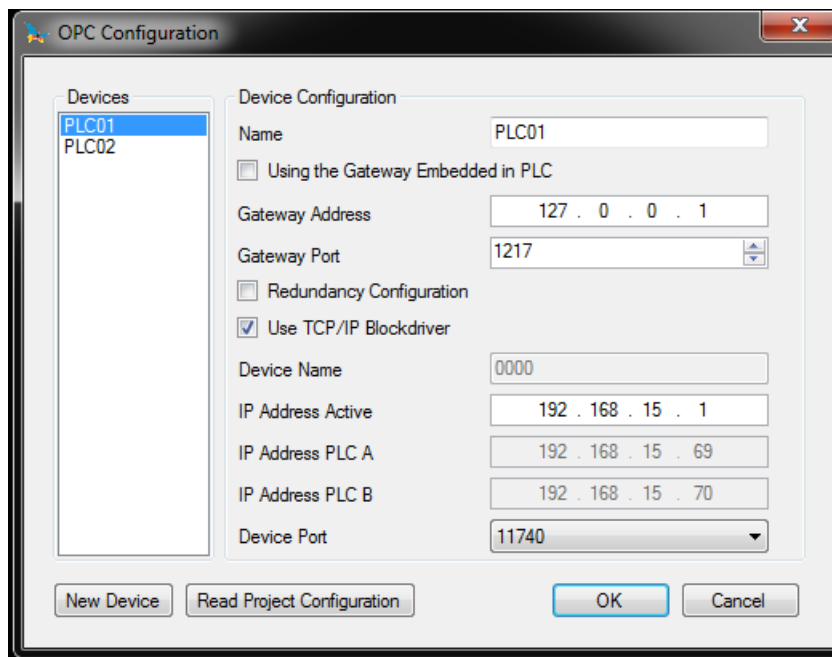 OPC Configuration
Devices
PLC01
PLC02
Device Configuration
Name PLC01
Using the Gateway Embedded in PLC
Gateway Address 127 . 0 . 0 . 1
Gateway Port 1217
Redundancy Configuration
Use TCP/IP Blockdriver
Device Name 0000
IP Address Active 192 . 168 . 15 . 1
IP Address PLC A 192 . 168 . 15 . 69
IP Address PLC B 192 . 168 . 15 . 70
Device Port 11740
New Device Read Project Configuration OK Cancel